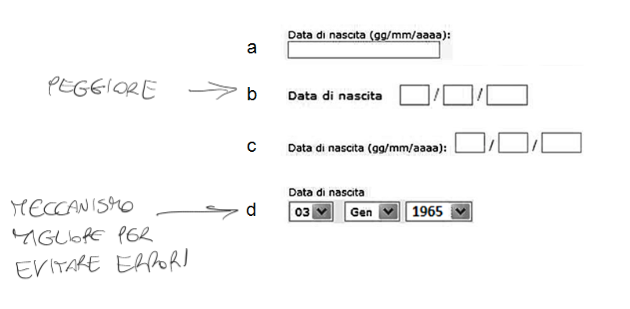 a Data di nascita (gg/mm/aaaa):
PEGGIORE b Data di nascita / /
c Data di nascita (gg/mm/aaaa): / /
Data di nascita
MECCANISMO d 03 Gen 1965
MIGLIORE PER
EVITARE ERRORI